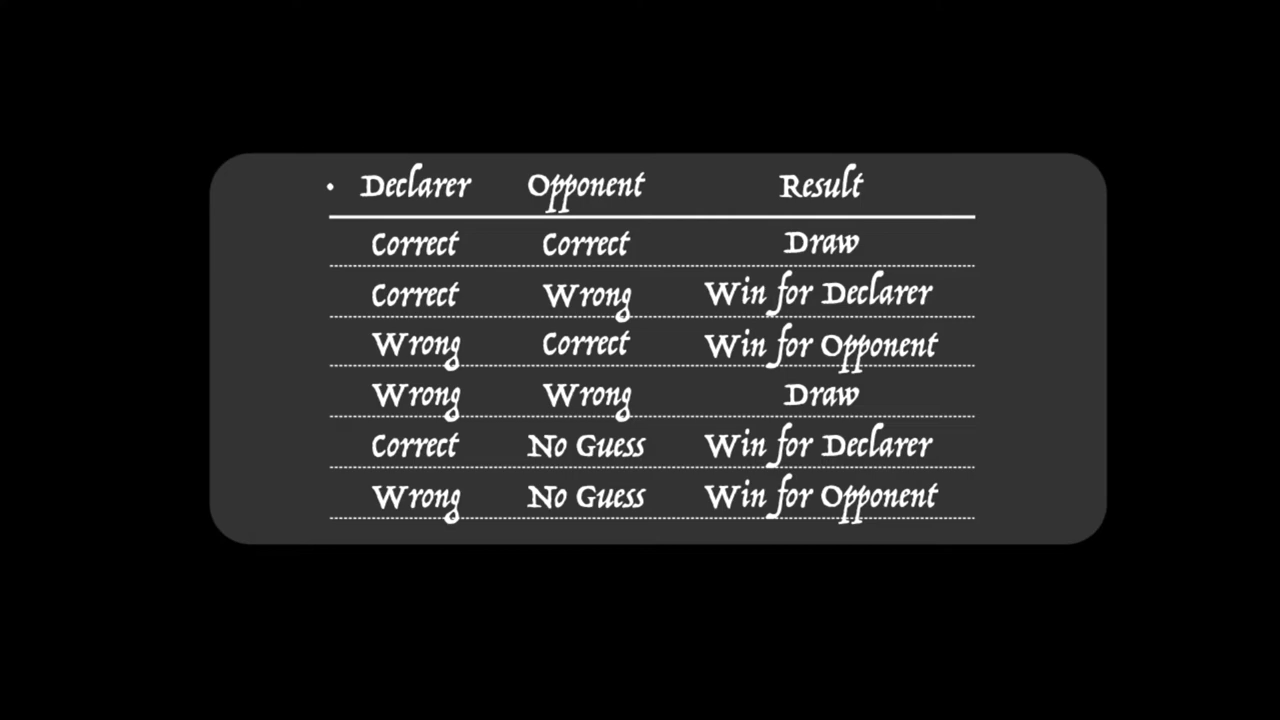 • Declarer Opponent Result
Correct Correct Draw
Correct Wrong Win for Declarer
Wrong Correct Win for Opponent
Wrong Wrong Draw
Correct No Guess Win for Declarer
Wrong No Guess Win for Opponent